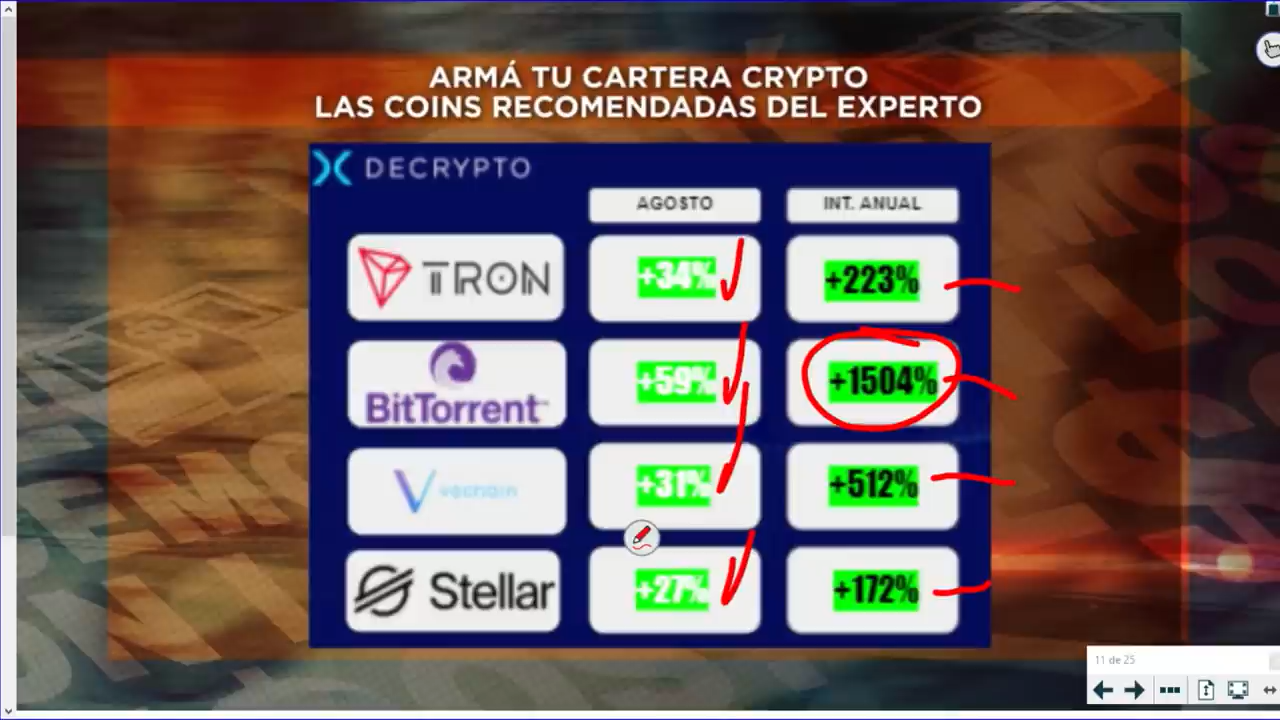 ARMÁ TU CARTERA CRYPTO
LAS COINS RECOMENDADAS DEL EXPERTO
DECRYPTO
AGOSTO INT. ANUAL
TRON +34% +223%
BitTorrent +59% +1504%
vechain +31% +512%
Stellar +27% +172%
11 de 25